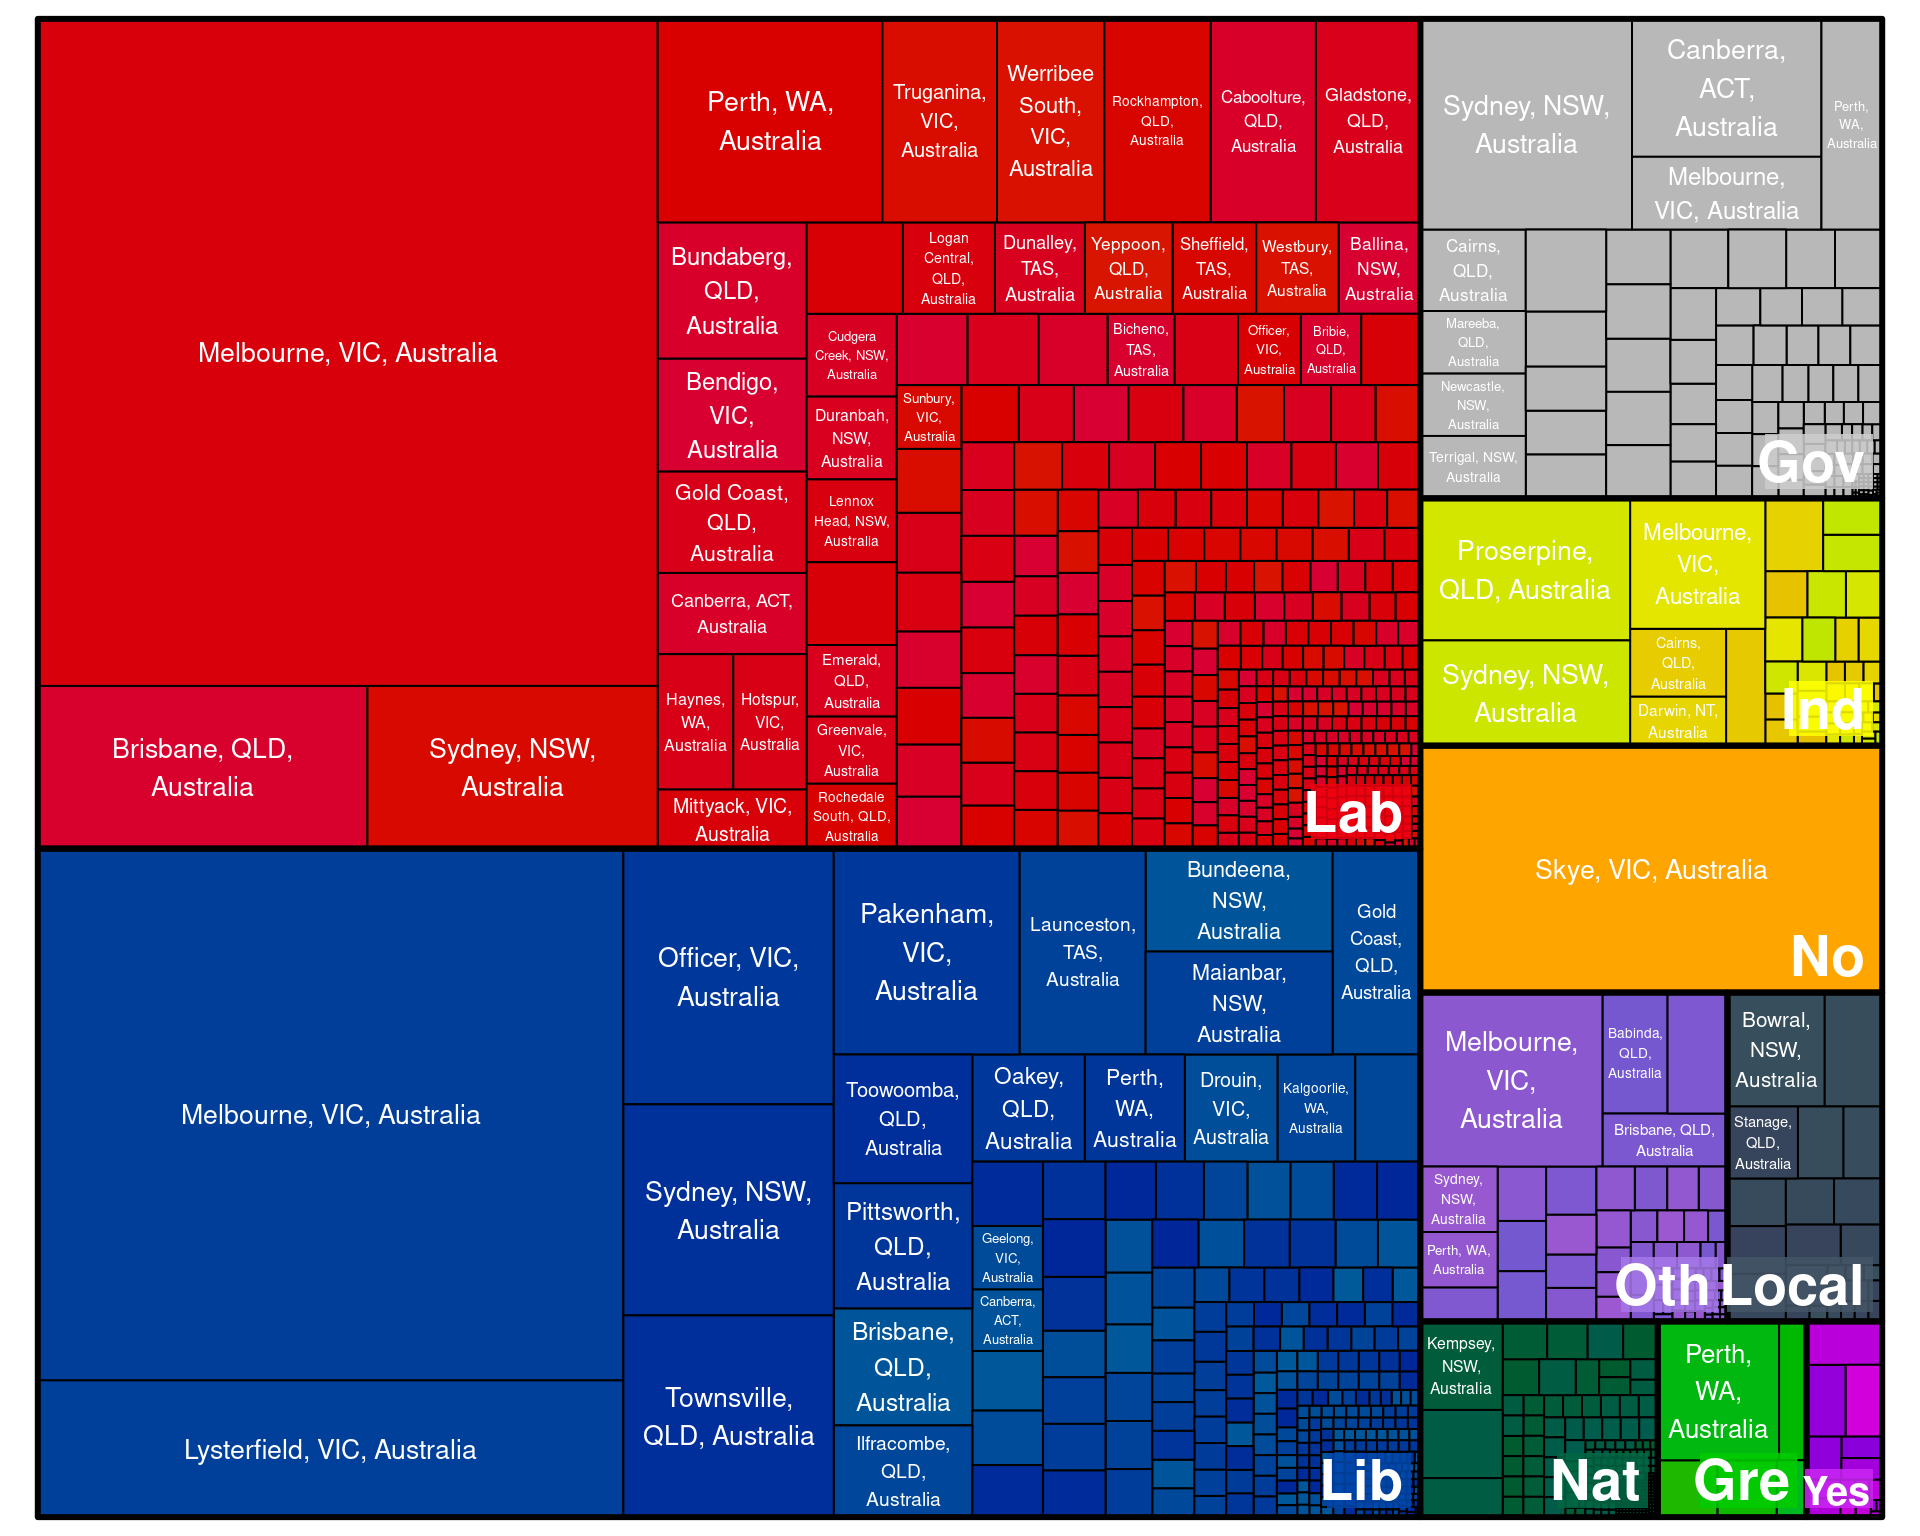 Melbourne, VIC, Australia
Brisbane, QLD,
Australia
Sydney, NSW,
Australia
Perth, WA,
Australia
Truganina,
VIC,
Australia
Werribee
South,
VIC,
Australia
Rockhampton,
QLD,
Australia
Caboolture,
QLD,
Australia
Gladstone,
QLD,
Australia
Bundaberg,
QLD,
Australia
Bendigo,
VIC,
Australia
Gold Coast,
QLD,
Australia
Canberra, ACT,
Australia
Haynes,
WA,
Australia
Hotspur,
VIC,
Australia
Mittyack, VIC,
Australia
Logan
Central,
QLD,
Australia
Dunalley,
TAS,
Australia
Yeppoon,
QLD,
Australia
Sheffield,
TAS,
Australia
Westbury,
TAS,
Australia
Ballina,
NSW,
Australia
Cudgera
Creek, NSW,
Australia
Duranbah,
NSW,
Australia
Lennox
Head, NSW,
Australia
Emerald,
QLD,
Australia
Greenvale,
VIC,
Australia
Rochedale
South, QLD,
Australia
Bicheno,
TAS,
Australia
Officer,
VIC,
Australia
Bribie,
QLD,
Australia
Sunbury,
VIC,
Australia
Lab
Melbourne, VIC, Australia
Lysterfield, VIC, Australia
Officer, VIC,
Australia
Sydney, NSW,
Australia
Townsville,
QLD, Australia
Pakenham,
VIC,
Australia
Launceston,
TAS,
Australia
Bundeena,
NSW,
Australia
Maianbar,
NSW,
Australia
Gold
Coast,
QLD,
Australia
Toowoomba,
QLD,
Australia
Pittsworth,
QLD,
Australia
Brisbane,
QLD,
Australia
Ilfracombe,
QLD,
Australia
Oakey,
QLD,
Australia
Perth,
WA,
Australia
Drouin,
VIC,
Australia
Kalgoorlie,
WA,
Australia
Geelong,
VIC,
Australia
Canberra,
ACT,
Australia
Lib
Sydney, NSW,
Australia
Canberra,
ACT,
Australia
Melbourne,
VIC, Australia
Perth,
WA,
Australia
Cairns,
QLD,
Australia
Mareeba,
QLD,
Australia
Newcastle,
NSW,
Australia
Terrigal, NSW,
Australia
Gov
Proserpine,
QLD, Australia
Sydney, NSW,
Australia
Melbourne,
VIC,
Australia
Cairns,
QLD,
Australia
Darwin, NT,
Australia
Ind
Skye, VIC, Australia
No
Melbourne,
VIC,
Australia
Babinda,
QLD,
Australia
Brisbane, QLD,
Australia
Sydney,
NSW,
Australia
Perth, WA,
Australia
Oth
Bowral,
NSW,
Australia
Stanage,
QLD,
Australia
Local
Kempsey,
NSW,
Australia
Nat
Perth,
WA,
Australia
Gre
Yes